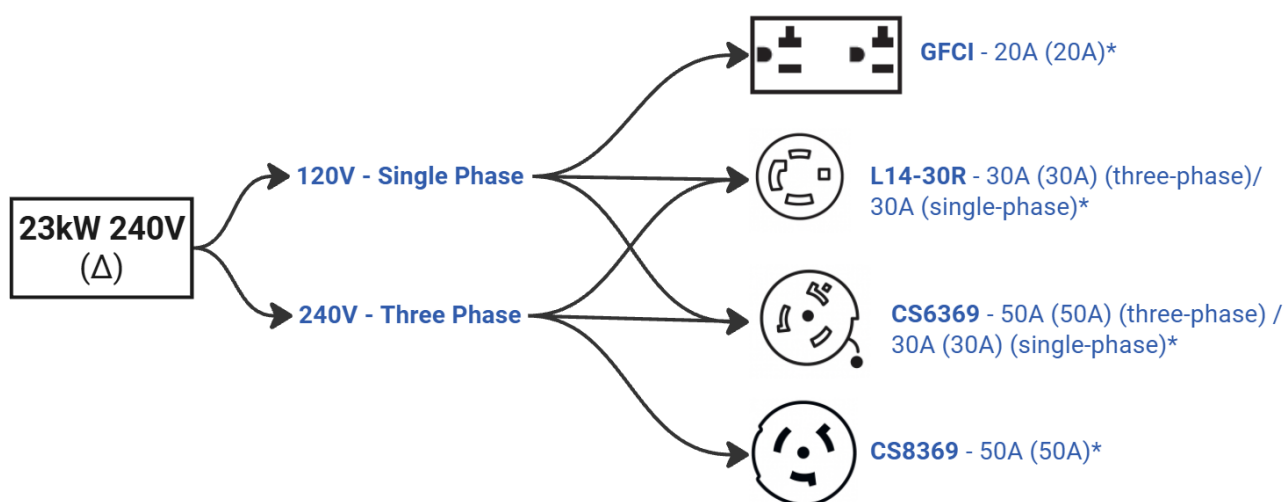 GFCI - 20A (20A)*
120V - Single Phase
L14-30R - 30A (30A) (three-phase)/
30A (single-phase)*
23kW 240V
(Δ)
240V - Three Phase
CS6369 - 50A (50A) (three-phase) /
30A (30A) (single-phase)*
CS8369 - 50A (50A)*